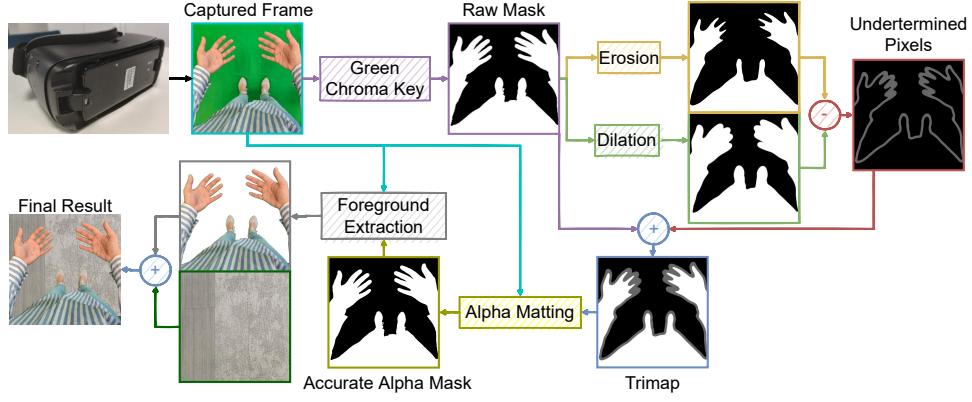 Captured Frame
Raw Mask
Undertermined
Pixels
Green
Chroma Key
Erosion
Dilation
-
Final Result
Foreground
Extraction
+
+
Alpha Matting
Accurate Alpha Mask
Trimap